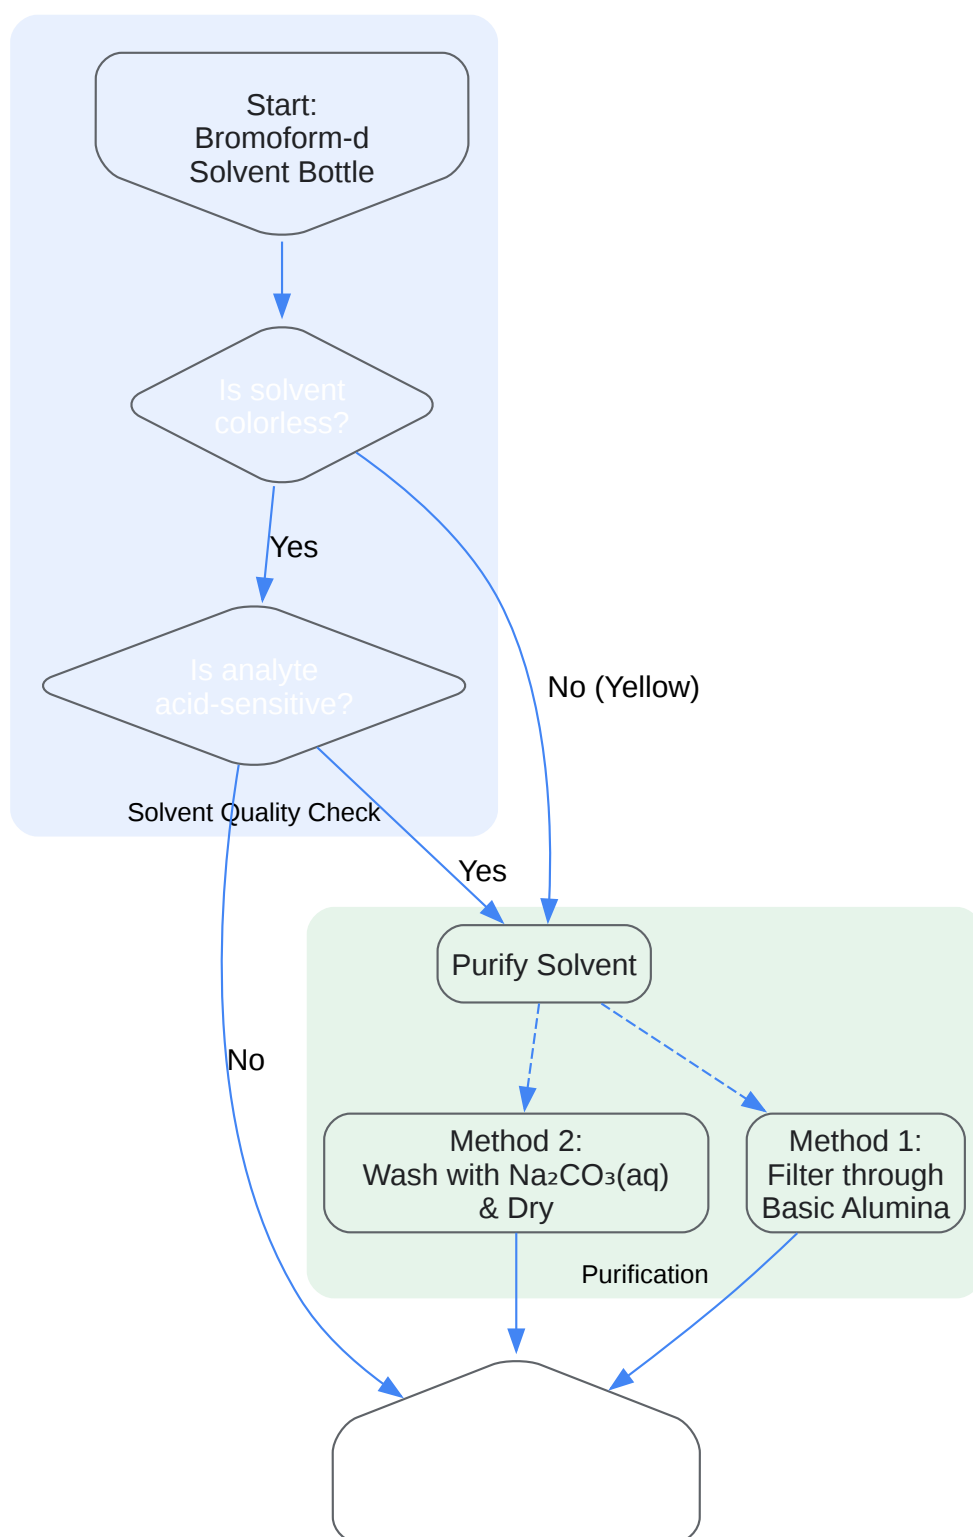 Start:
Bromoform-d
Solvent Bottle
Is solvent
colorless?
Yes
Is analyte
acid-sensitive?
No (Yellow)
Solvent Quality Check
Yes
Purify Solvent
No
Method 2:
Wash with Na₂CO₃(aq)
& Dry
Method 1:
Filter through
Basic Alumina
Purification